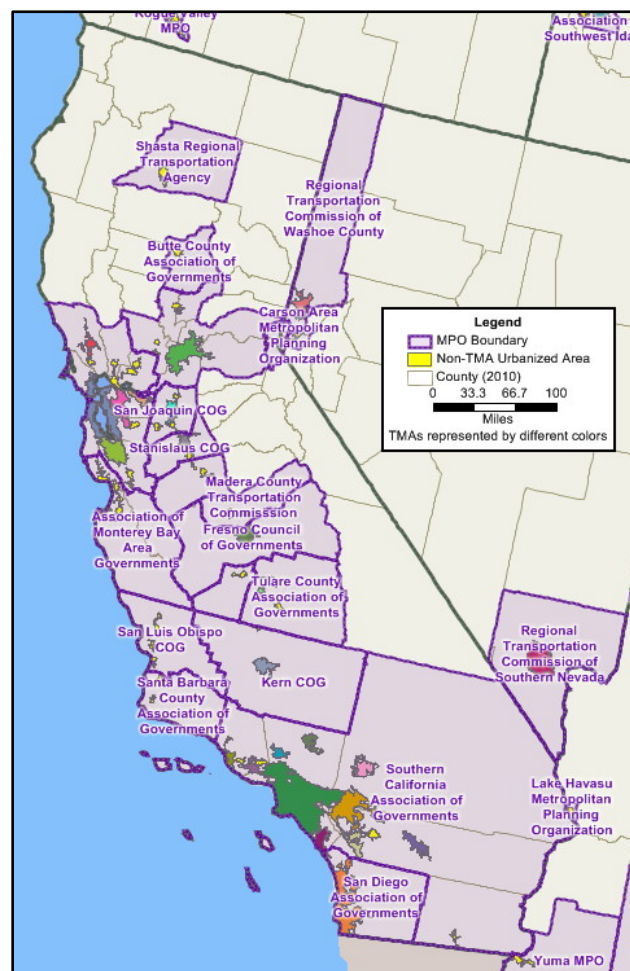 Rogue Valley
MPO
Association
Southwest Ida
Shasta Regional
Transportation
Agency
Regional
Transportation
Commission of
Washoe County
Butte County
Association of
Governments
Carson Area
Metropolitan
Planning
Organization
Legend
MPO Boundary
Non-TMA Urbanized Area
County (2010)
0 33.3 66.7 100
Miles
TMAs represented by different colors
San Joaquin COG
Stanislaus COG
Madera County
Transportation
Commisssion
Fresno Council
of Governments
Association of
Monterey Bay
Area
Governments
Tulare County
Association of
Governments
San Luis Obispo
COG
Regional
Transportation
Commission of
Southern Nevada
Kern COG
Santa Barbara
County
Association of
Governments
Southern
California
Association of
Governments
Lake Havasu
Metropolitan
Planning
Organization
San Diego
Association of
Governments
Yuma MPO